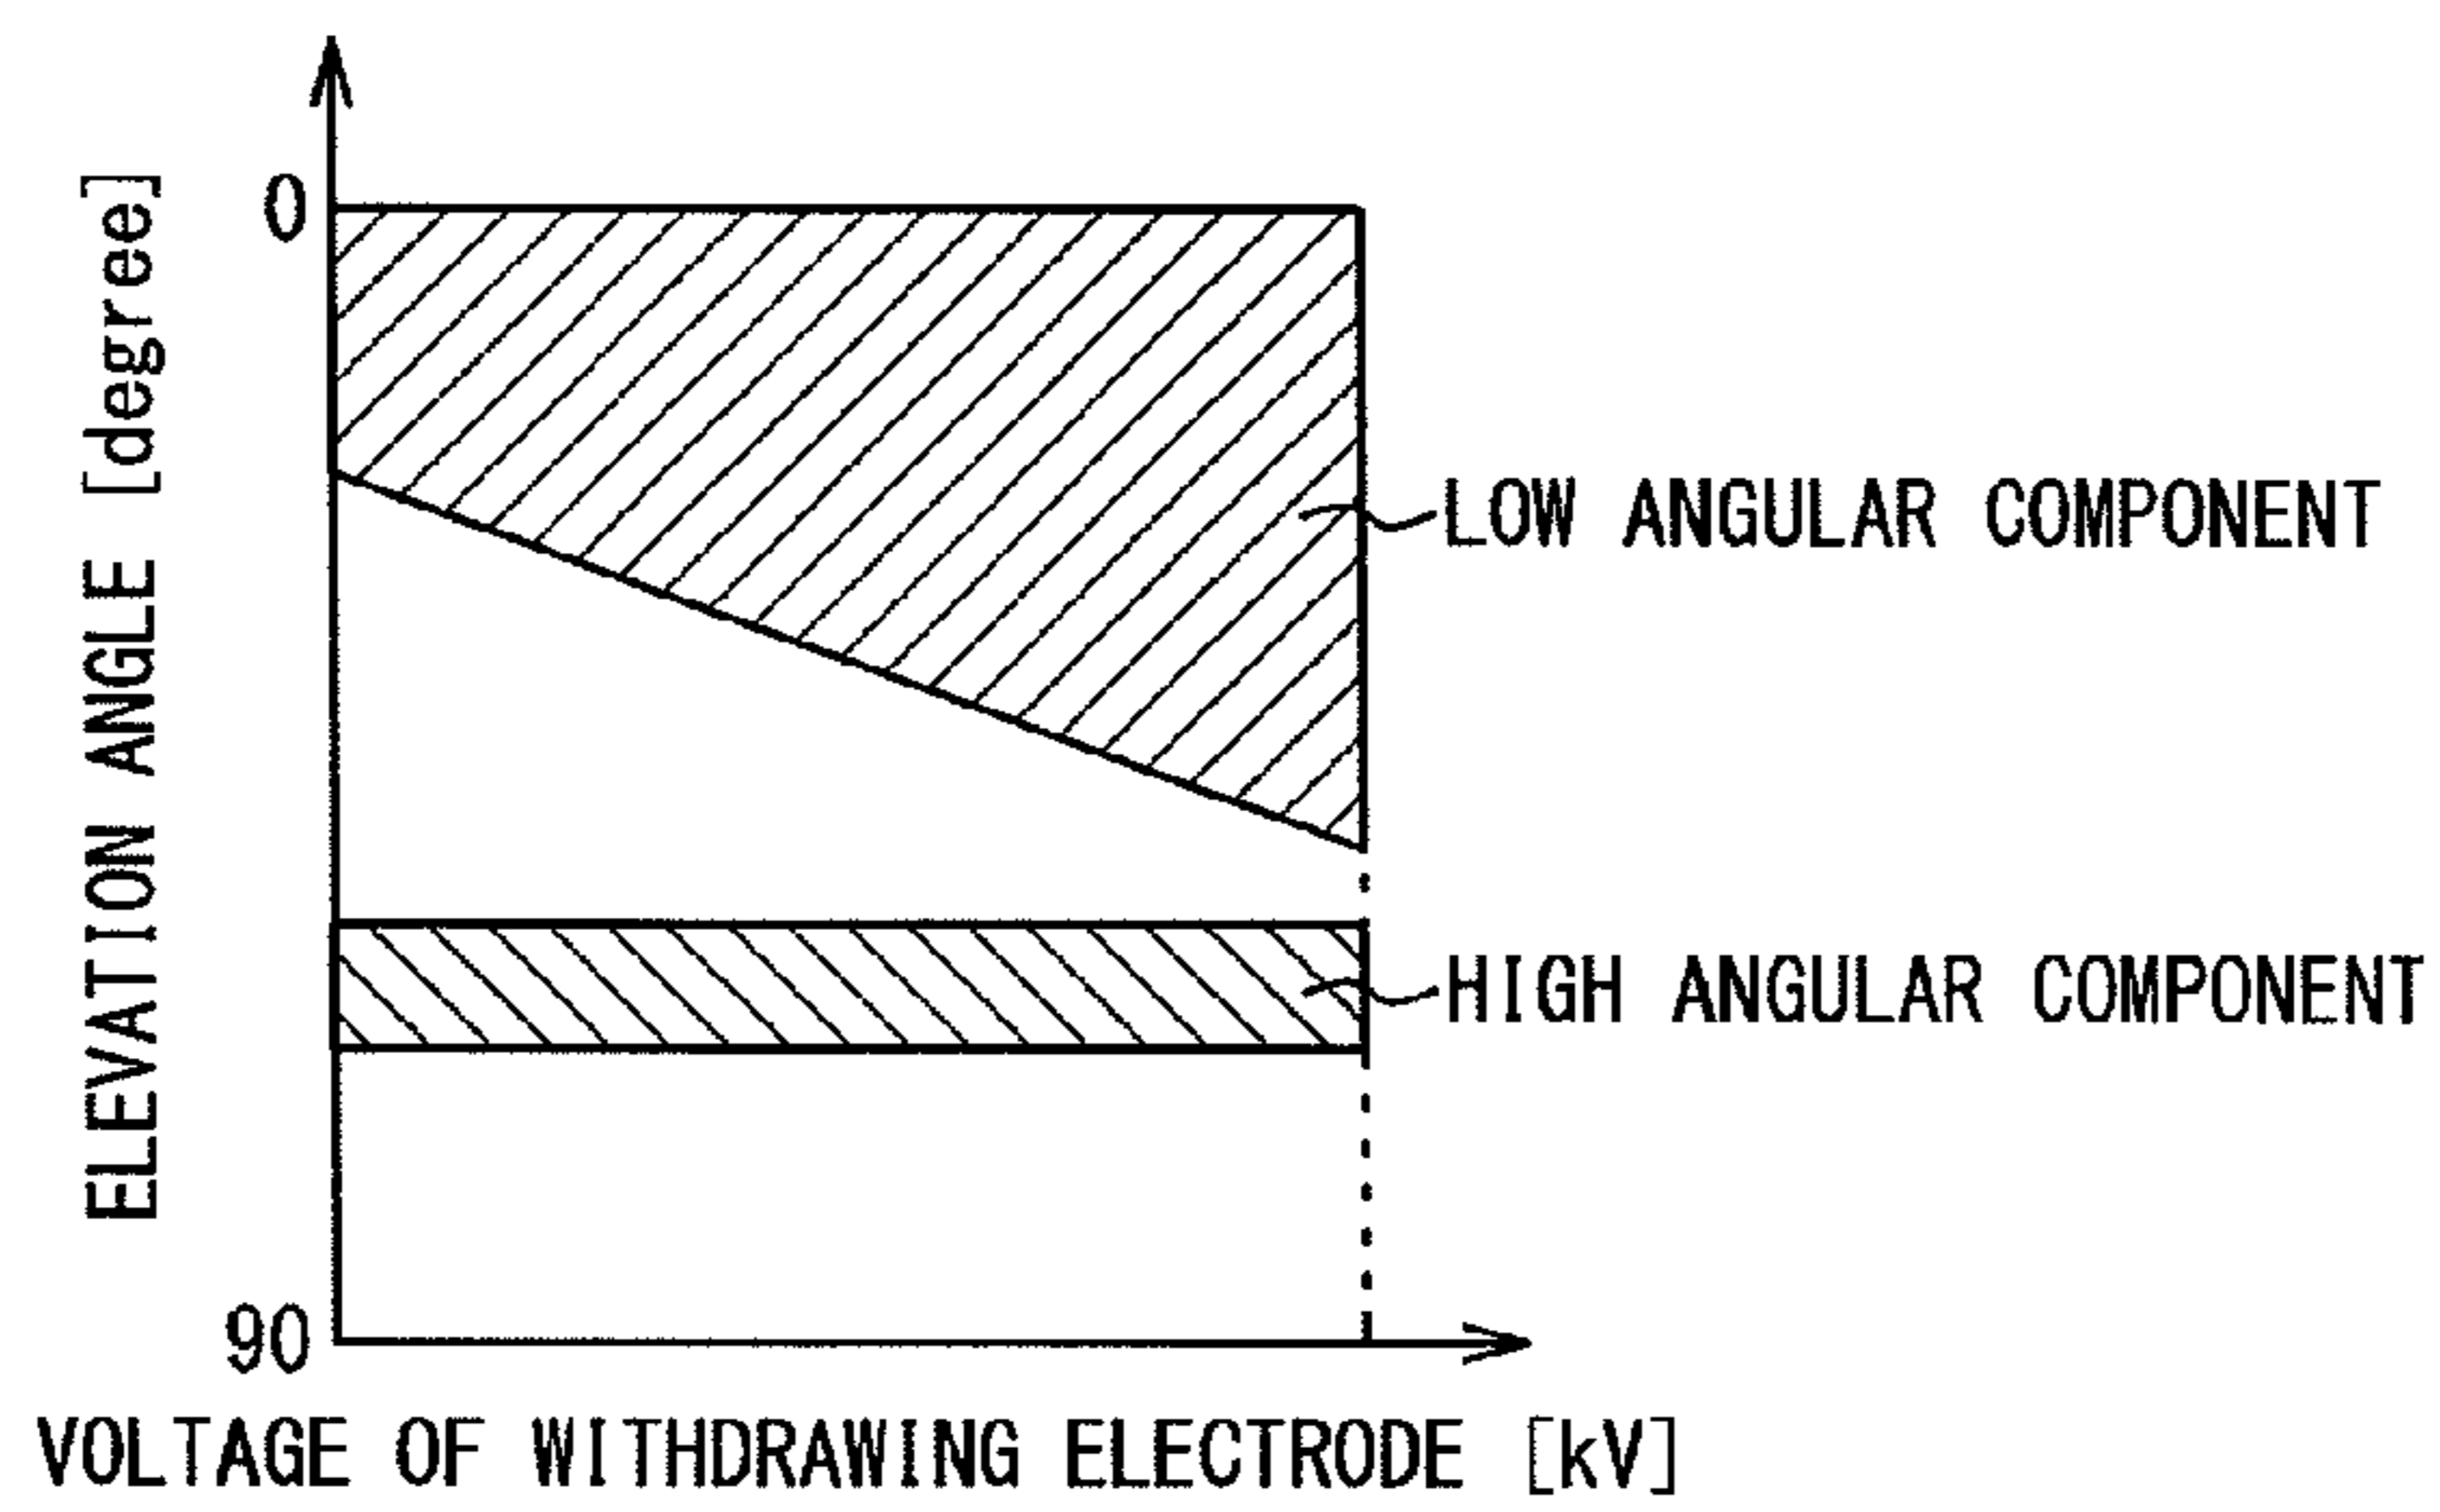 ELEVATION ANGLE [degree]
0
LOW ANGULAR COMPONENT
HIGH ANGULAR COMPONENT
90
VOLTAGE OF WITHDRAWING ELECTRODE [kV]